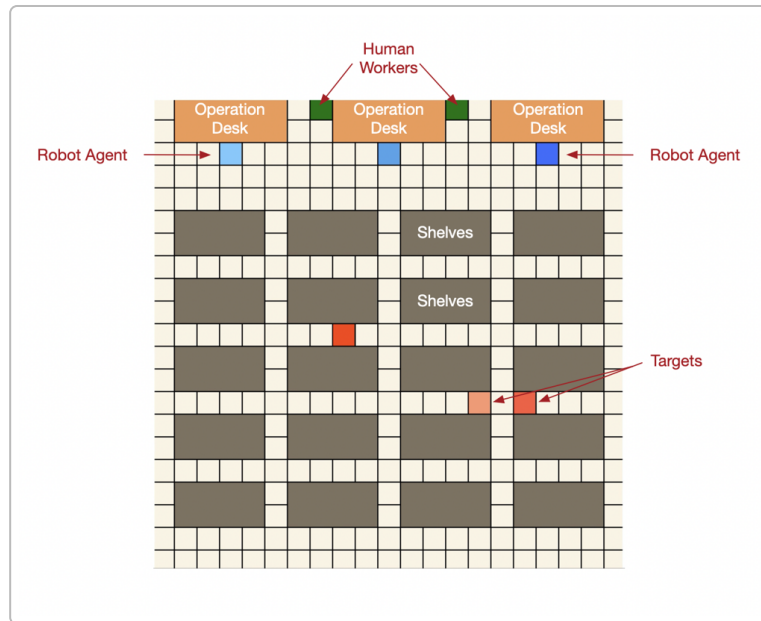 Human
Workers
Operation
Desk
Operation
Desk
Operation
Desk
Robot Agent
Robot Agent
Shelves
Shelves
Targets